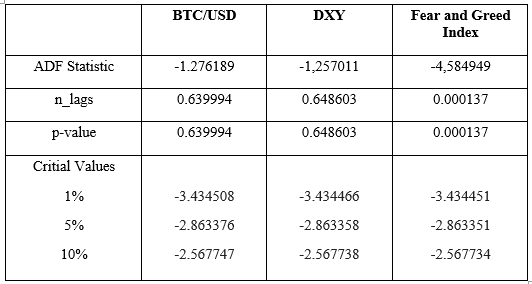 BTC/USD DXY Fear and Greed
Index
ADF Statistic -1.276189 -1,257011 -4,584949
n_lags 0.639994 0.648603 0.000137
p-value 0.639994 0.648603 0.000137
Critial Values
1% -3.434508 -3.434466 -3.434451
5% -2.863376 -2.863358 -2.863351
10% -2.567747 -2.567738 -2.567734